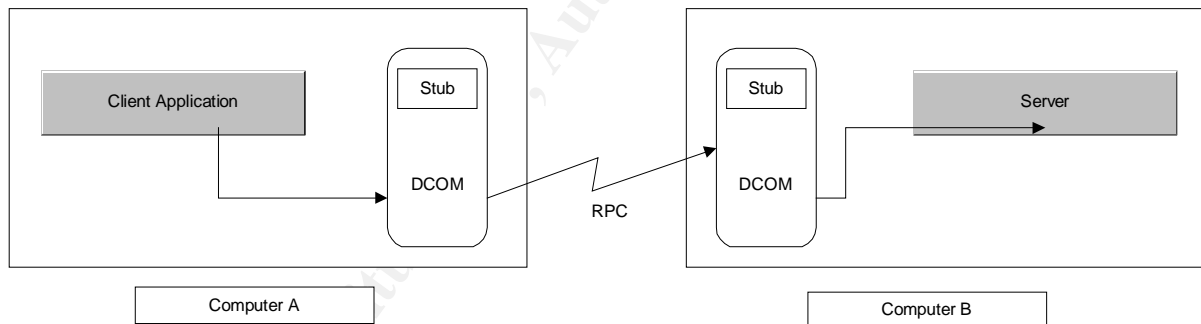 Client Application
Stub
DCOM
RPC
Stub
DCOM
Server
Computer A
Computer B